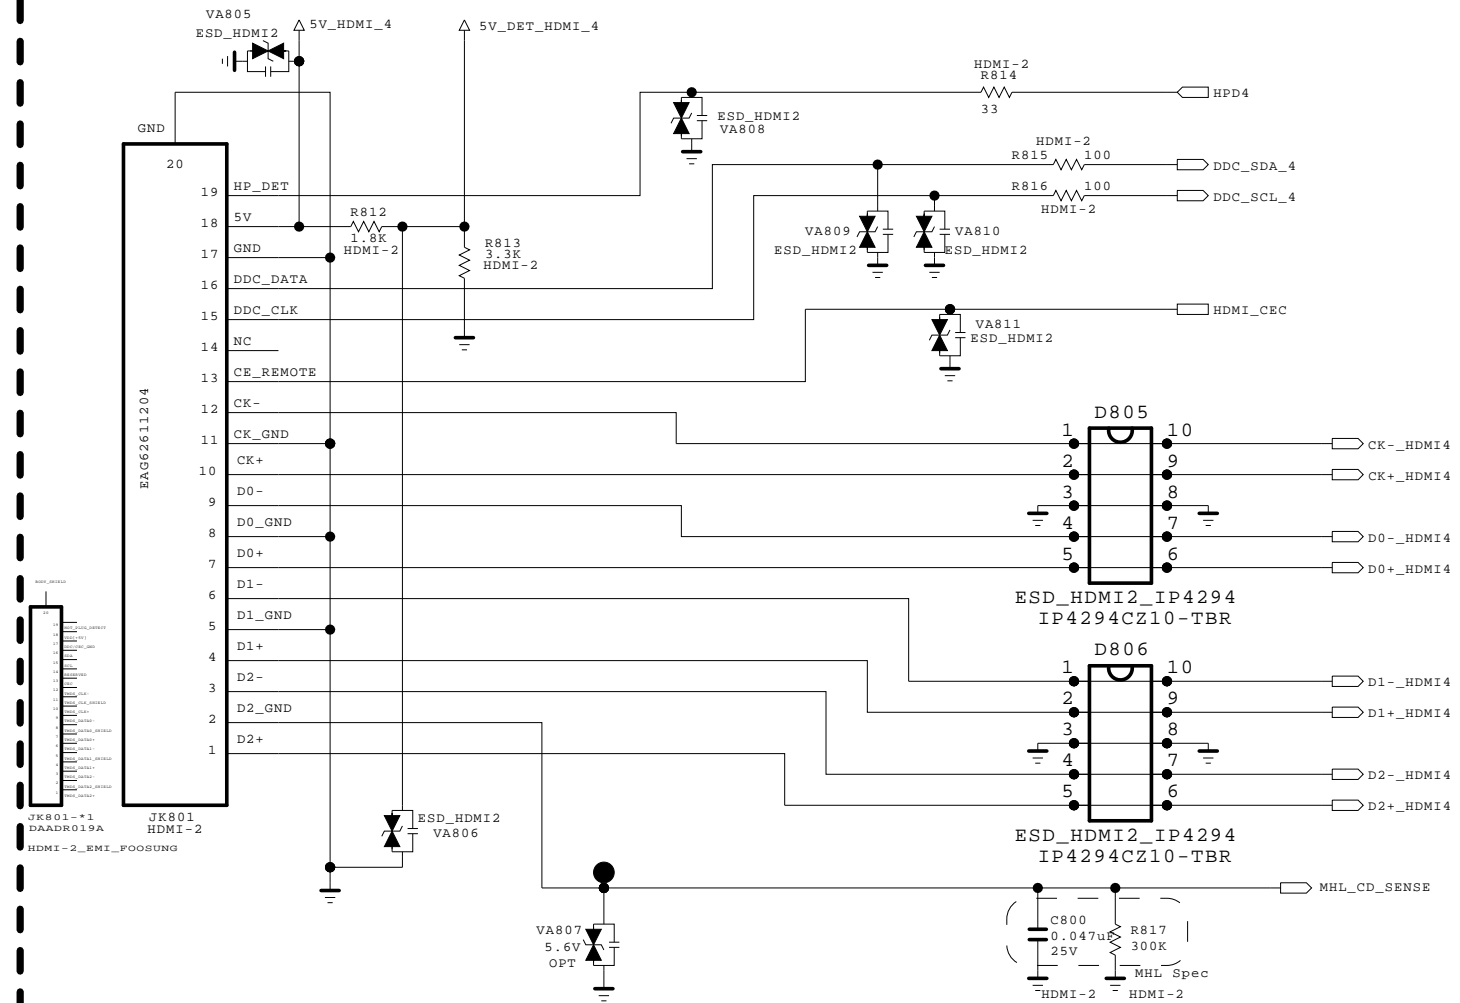 VA805
ESD_HDMI2
5V_HDMI_4
5V_DET_HDMI_4
HDMI-2
R814
33
HPD4
ESD_HDMI2
VA808
GND
20
HDMI-2
R815 100
DDC_SDA_4
R816 100
HDMI-2
DDC_SCL_4
19 HP_DET
18 5V
R812
1.8K
HDMI-2
R813
3.3K
HDMI-2
VA809
ESD_HDMI2
VA810
ESD_HDMI2
17 GND
16 DDC_DATA
15 DDC_CLK
14 NC
13 CE_REMOTE
HDMI_CEC
VA811
ESD_HDMI2
12 CK-
11 CK_GND
10 CK+
9 D0-
8 D0_GND
7 D0+
6 D1-
5 D1_GND
4 D1+
3 D2-
2 D2_GND
1 D2+
EAG62611204
D805
1 10
2 9
3 8
4 7
5 6
CK-_HDMI4
CK+_HDMI4
D0-_HDMI4
D0+_HDMI4
ESD_HDMI2_IP4294
IP4294CZ10-TBR
D806
1 10
2 9
3 8
4 7
5 6
D1-_HDMI4
D1+_HDMI4
D2-_HDMI4
D2+_HDMI4
ESD_HDMI2_IP4294
IP4294CZ10-TBR
JK801-*1
DAADR019A
HDMI-2_EMI_FOOSUNG
JK801
HDMI-2
ESD_HDMI2
VA806
VA807
5.6V
OPT
MHL_CD_SENSE
C800
0.047uF
25V
R817
300K
MHL Spec
HDMI-2
HDMI-2